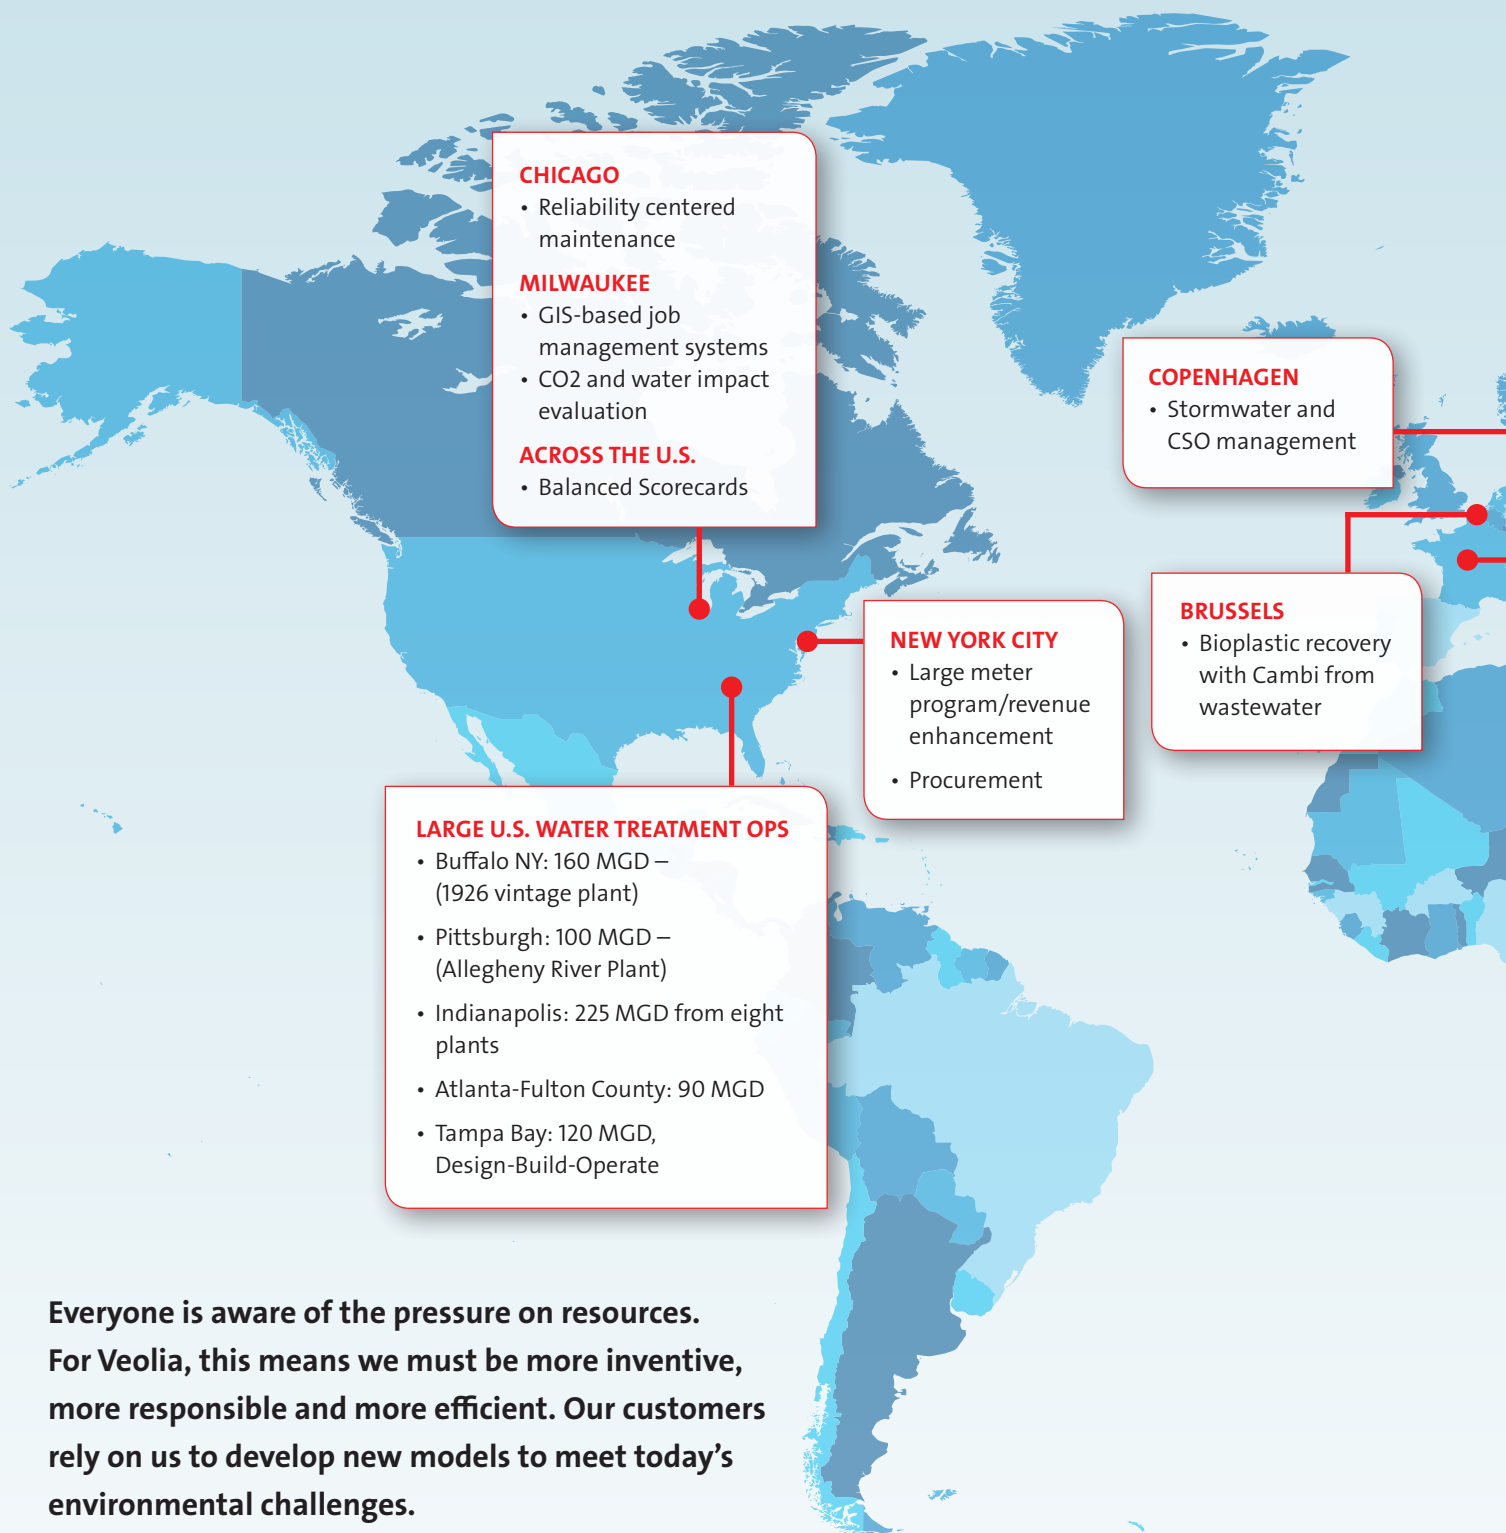 CHICAGO
• Reliability centered
maintenance
MILWAUKEE
• GIS-based job
management systems
• CO2 and water impact
evaluation
ACROSS THE U.S.
• Balanced Scorecards
COPENHAGEN
• Stormwater and
CSO management
BRUSSELS
• Bioplastic recovery
with Cambi from
wastewater
NEW YORK CITY
• Large meter
program/revenue
enhancement
• Procurement
LARGE U.S. WATER TREATMENT OPS
• Buffalo NY: 160 MGD –
(1926 vintage plant)
• Pittsburgh: 100 MGD –
(Allegheny River Plant)
• Indianapolis: 225 MGD from eight
plants
• Atlanta-Fulton County: 90 MGD
• Tampa Bay: 120 MGD,
Design-Build-Operate
Everyone is aware of the pressure on resources.
For Veolia, this means we must be more inventive,
more responsible and more efficient. Our customers
rely on us to develop new models to meet today’s
environmental challenges.